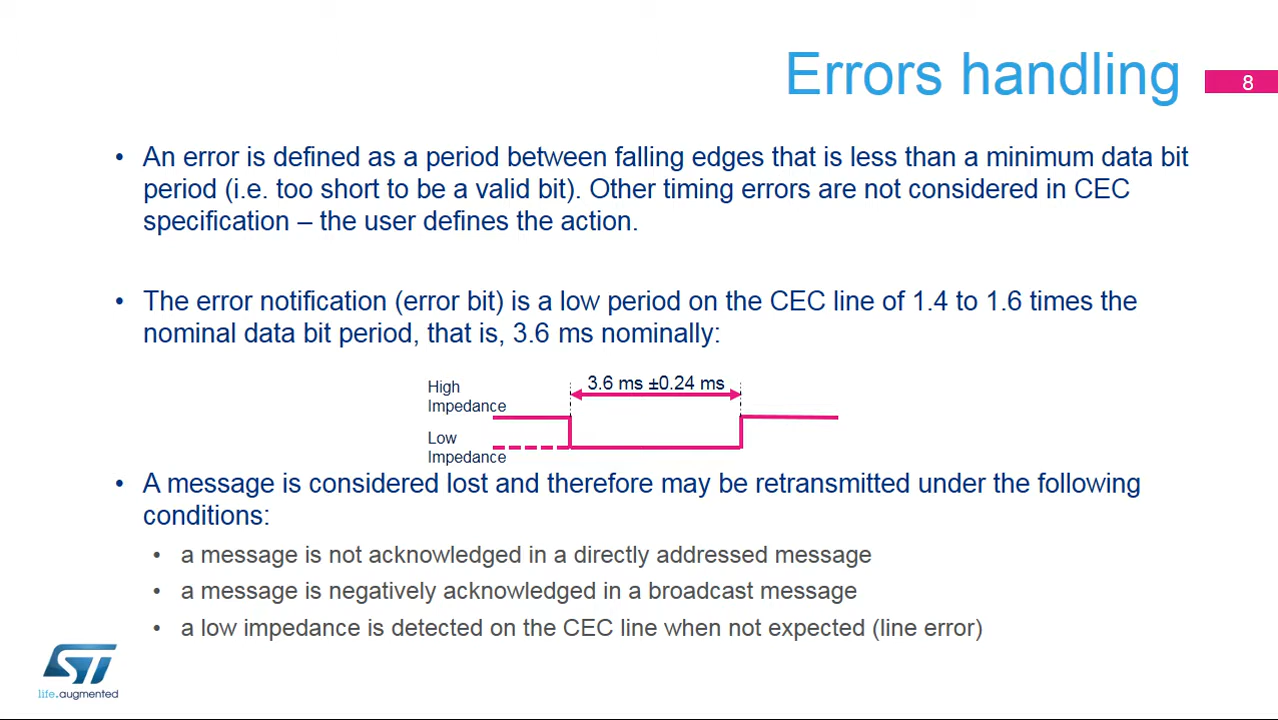 Errors handling
8
• An error is defined as a period between falling edges that is less than a minimum data bit
period (i.e. too short to be a valid bit). Other timing errors are not considered in CEC
specification – the user defines the action.
• The error notification (error bit) is a low period on the CEC line of 1.4 to 1.6 times the
nominal data bit period, that is, 3.6 ms nominally:
3.6 ms ±0.24 ms
High
Impedance
Low
Impedance
• A message is considered lost and therefore may be retransmitted under the following
conditions:
• a message is not acknowledged in a directly addressed message
• a message is negatively acknowledged in a broadcast message
• a low impedance is detected on the CEC line when not expected (line error)
ST
life.augmented